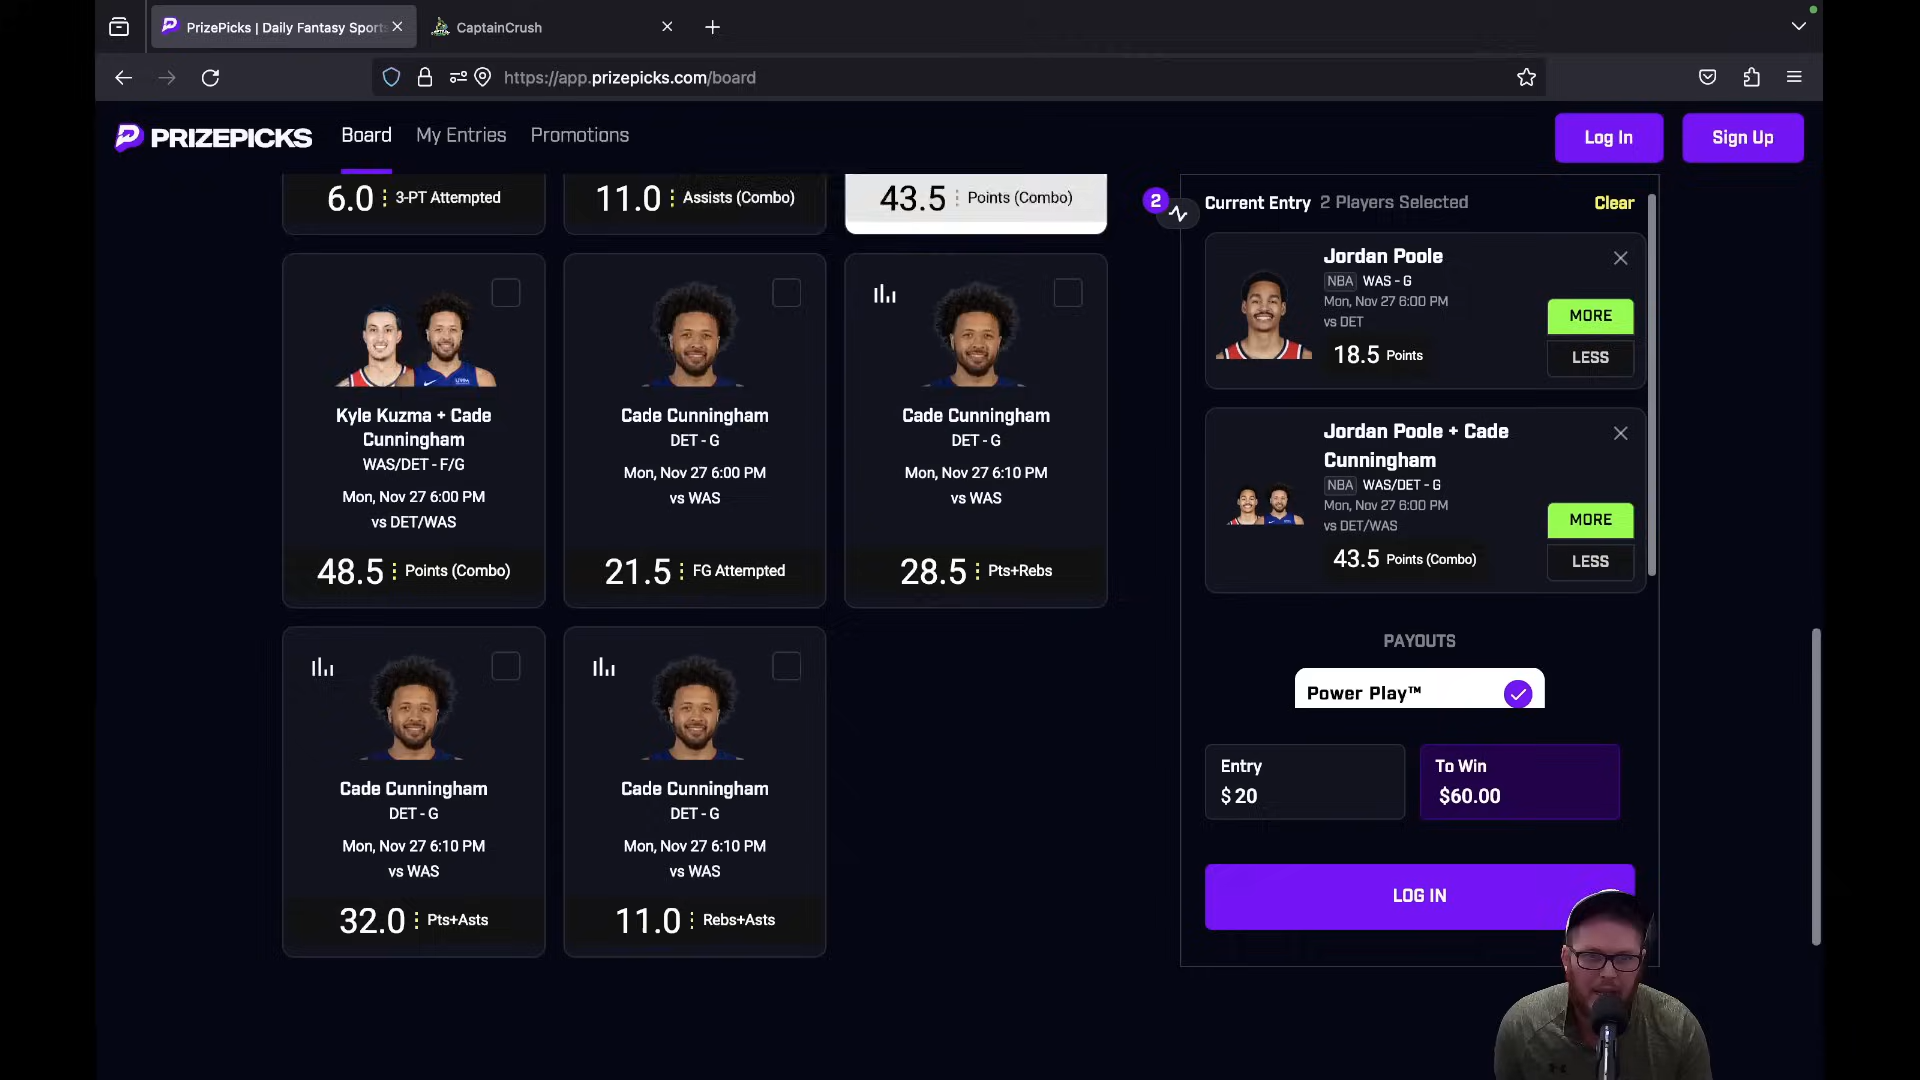 PrizePicks | Daily Fantasy Sport
CaptainCrush
https://app.prizepicks.com/board
PRIZEPICKS
Board
My Entries
Promotions
Log In
Sign Up
6.0 3-PT Attempted
11.0 Assists (Combo)
43.5 Points (Combo)
Kyle Kuzma + Cade
Cunningham
WAS/DET - F/G
Mon, Nov 27 6:00 PM
vs DET/WAS
48.5 Points (Combo)
Cade Cunningham
DET - G
Mon, Nov 27 6:00 PM
vs WAS
21.5 FG Attempted
Cade Cunningham
DET - G
Mon, Nov 27 6:10 PM
vs WAS
28.5 Pts+Rebs
Cade Cunningham
DET - G
Mon, Nov 27 6:10 PM
vs WAS
32.0 Pts+Asts
Cade Cunningham
DET - G
Mon, Nov 27 6:10 PM
vs WAS
11.0 Rebs+Asts
2
Current Entry 2 Players Selected
Clear
Jordan Poole
NBA WAS - G
Mon, Nov 27 6:00 PM
vs DET
18.5 Points
MORE
LESS
Jordan Poole + Cade
Cunningham
NBA WAS/DET - G
Mon, Nov 27 6:00 PM
vs DET/WAS
43.5 Points (Combo)
MORE
LESS
PAYOUTS
Power Play™
Entry
$ 20
To Win
$60.00
LOG IN